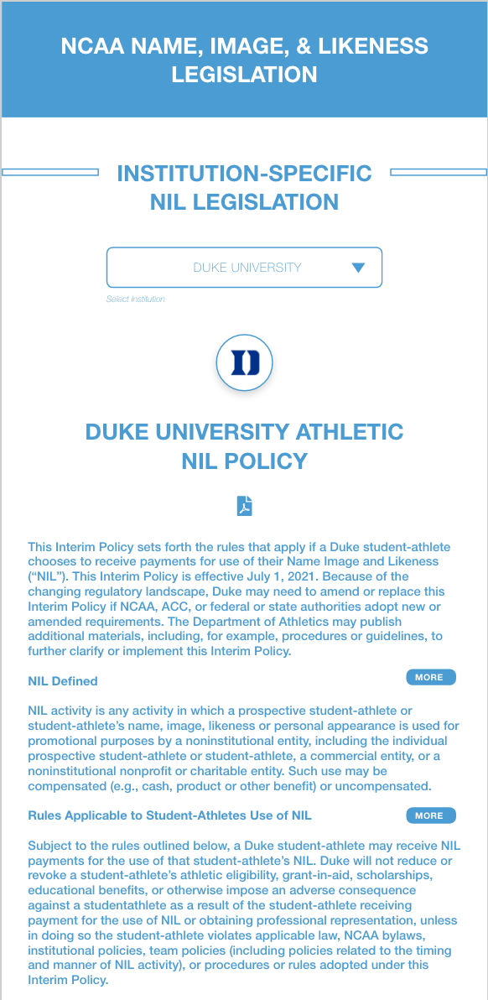 NCAA NAME, IMAGE, & LIKENESS
LEGISLATION
INSTITUTION-SPECIFIC
NIL LEGISLATION
DUKE UNIVERSITY
Select Institution
D
DUKE UNIVERSITY ATHLETIC
NIL POLICY
This Interim Policy sets forth the rules that apply if a Duke student-athlete
chooses to receive payments for use of their Name Image and Likeness
(“NIL”). This Interim Policy is effective July 1, 2021. Because of the
changing regulatory landscape, Duke may need to amend or replace this
Interim Policy if NCAA, ACC, or federal or state authorities adopt new or
amended requirements. The Department of Athletics may publish
additional materials, including, for example, procedures or guidelines, to
further clarify or implement this Interim Policy.
NIL Defined
MORE
NIL activity is any activity in which a prospective student-athlete or
student-athlete’s name, image, likeness or personal appearance is used for
promotional purposes by a noninstitutional entity, including the individual
prospective student-athlete or student-athlete, a commercial entity, or a
noninstitutional nonprofit or charitable entity. Such use may be
compensated (e.g., cash, product or other benefit) or uncompensated.
Rules Applicable to Student-Athletes Use of NIL
MORE
Subject to the rules outlined below, a Duke student-athlete may receive NIL
payments for the use of that student-athlete’s NIL. Duke will not reduce or
revoke a student-athlete’s athletic eligibility, grant-in-aid, scholarships,
educational benefits, or otherwise impose an adverse consequence
against a studentathlete as a result of the student-athlete receiving
payment for the use of NIL or obtaining professional representation, unless
in doing so the student-athlete violates applicable law, NCAA bylaws,
institutional policies, team policies (including policies related to the timing
and manner of NIL activity), or procedures or rules adopted under this
Interim Policy.